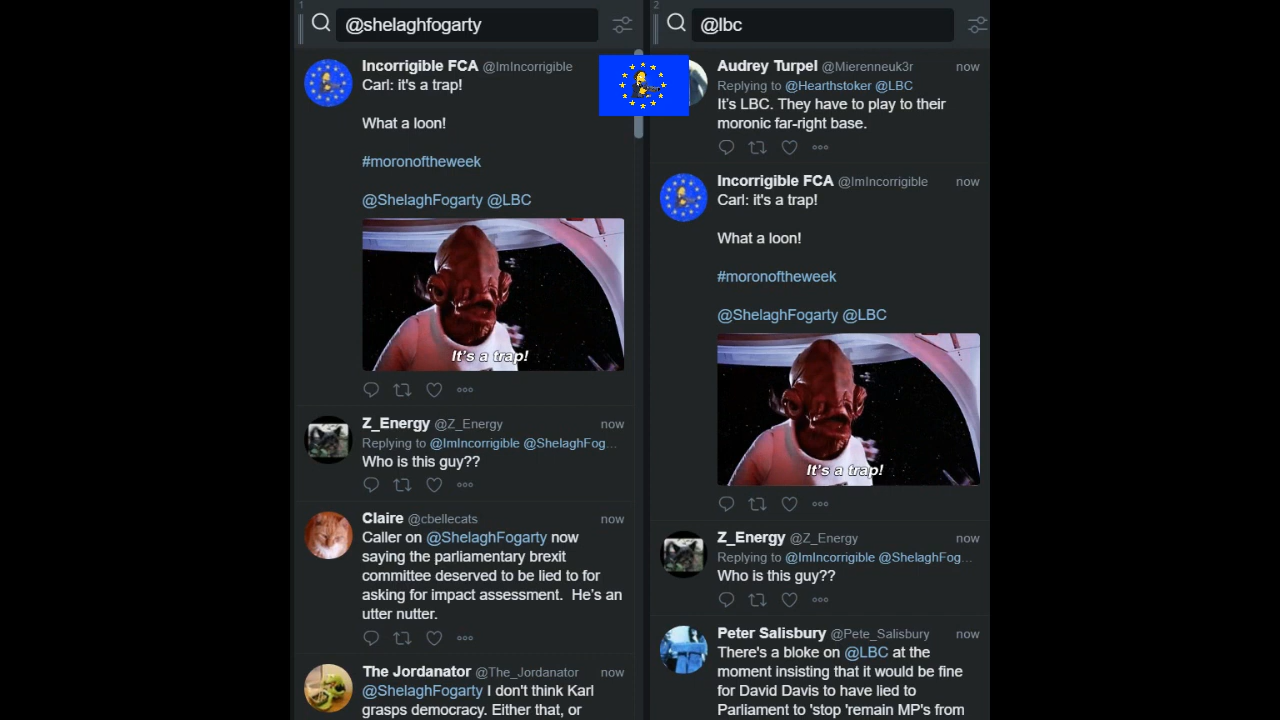 1
@shelaghfogarty
Incorrigible FCA @ImIncorrigible
Carl: it's a trap!
What a loon!
#moronoftheweek
@ShelaghFogarty @LBC
It's a trap!
Z_Energy @Z_Energy now
Replying to @ImIncorrigible @ShelaghFog...
Who is this guy??
Claire @cbellecats now
Caller on @ShelaghFogarty now
saying the parliamentary brexit
committee deserved to be lied to for
asking for impact assessment. He's an
utter nutter.
The Jordanator @The_Jordanator now
@ShelaghFogarty I don't think Karl
grasps democracy. Either that, or
2
@lbc
Audrey Turpel @Mierenneuk3r now
Replying to @Hearthstoker @LBC
It's LBC. They have to play to their
moronic far-right base.
Incorrigible FCA @ImIncorrigible now
Carl: it's a trap!
What a loon!
#moronoftheweek
@ShelaghFogarty @LBC
It's a trap!
Z_Energy @Z_Energy now
Replying to @ImIncorrigible @ShelaghFog...
Who is this guy??
Peter Salisbury @Pete_Salisbury now
There's a bloke on @LBC at the
moment insisting that it would be fine
for David Davis to have lied to
Parliament to 'stop 'remain MP's from